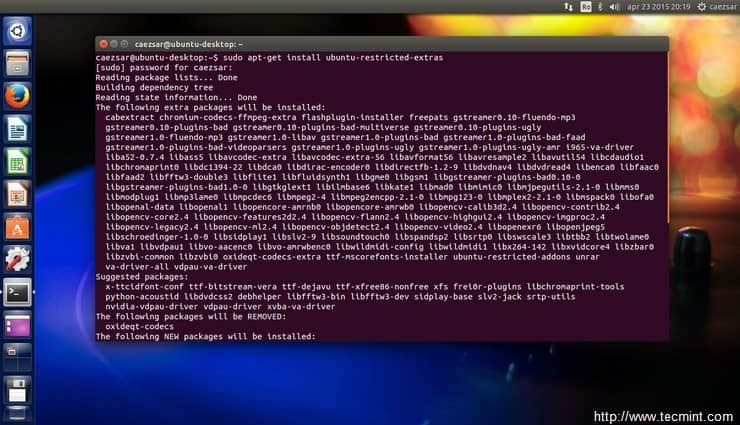 Ro apr 23 2015 20:19 caezsar
caezsar@ubuntu-desktop: ~
caezsar@ubuntu-desktop:~$ sudo apt-get install ubuntu-restricted-extras
[sudo] password for caezsar:
Reading package lists... Done
Building dependency tree
Reading state information... Done
The following extra packages will be installed:
cabextract chromium-codecs-ffmpeg-extra flashplugin-installer freepats gstreamer0.10-fluendo-mp3
gstreamer0.10-plugins-bad gstreamer0.10-plugins-bad-multiverse gstreamer0.10-plugins-ugly
gstreamer1.0-fluendo-mp3 gstreamer1.0-libav gstreamer1.0-plugins-bad gstreamer1.0-plugins-bad-faad
gstreamer1.0-plugins-bad-videoparsers gstreamer1.0-plugins-ugly gstreamer1.0-plugins-ugly-amr i965-va-driver
liba52-0.7.4 libass5 libavcodec-extra libavcodec-extra-56 libavformat56 libavresample2 libavutil54 libcdaudio1
libchromaprint0 libdc1394-22 libdca0 libdirac-encoder0 libdirectfb-1.2-9 libdvdnav4 libdvdread4 libenca0 libfaac0
libfaad2 libfftw3-double3 libflite1 libfluidsynth1 libgme0 libgsm1 libgstreamer-plugins-bad0.10-0
libgstreamer-plugins-bad1.0-0 libgtkglext1 libilmbase6 libkate1 libmad0 libmimic0 libmjpegutils-2.1-0 libmms0
libmodplug1 libmp3lame0 libmpcdec6 libmpeg2-4 libmpeg2encpp-2.1-0 libmpg123-0 libmplex2-2.1-0 libmspack0 libofa0
libopenal-data libopenal1 libopencore-amrnb0 libopencore-amrwb0 libopencv-calib3d2.4 libopencv-contrib2.4
libopencv-core2.4 libopencv-features2d2.4 libopencv-flann2.4 libopencv-highgui2.4 libopencv-imgproc2.4
libopencv-legacy2.4 libopencv-ml2.4 libopencv-objdetect2.4 libopencv-video2.4 libopenexr6 libopenjpeg5
libschroedinger-1.0-0 libsidplay1 libslv2-9 libsoundtouch0 libspandsp2 libsrtp0 libswscale3 libtbb2 libtwolame0
libva1 libvdpau1 libvo-aacenc0 libvo-amrwbenc0 libwildmidi-config libwildmidi1 libx264-142 libxvidcore4 libzbar0
libzvbi-common libzvbi0 oxideqt-codecs-extra ttf-mscorefonts-installer ubuntu-restricted-addons unrar
va-driver-all vdpau-va-driver
Suggested packages:
x-ttcidfont-conf ttf-bitstream-vera ttf-dejavu ttf-xfree86-nonfree xfs frei0r-plugins libchromaprint-tools
python-acoustid libdvdcss2 debhelper libfftw3-bin libfftw3-dev sidplay-base slv2-jack srtp-utils
nvidia-vdpau-driver vdpau-driver xvba-va-driver
The following packages will be REMOVED:
oxideqt-codecs
The following NEW packages will be installed:
http://www.tecmint.com